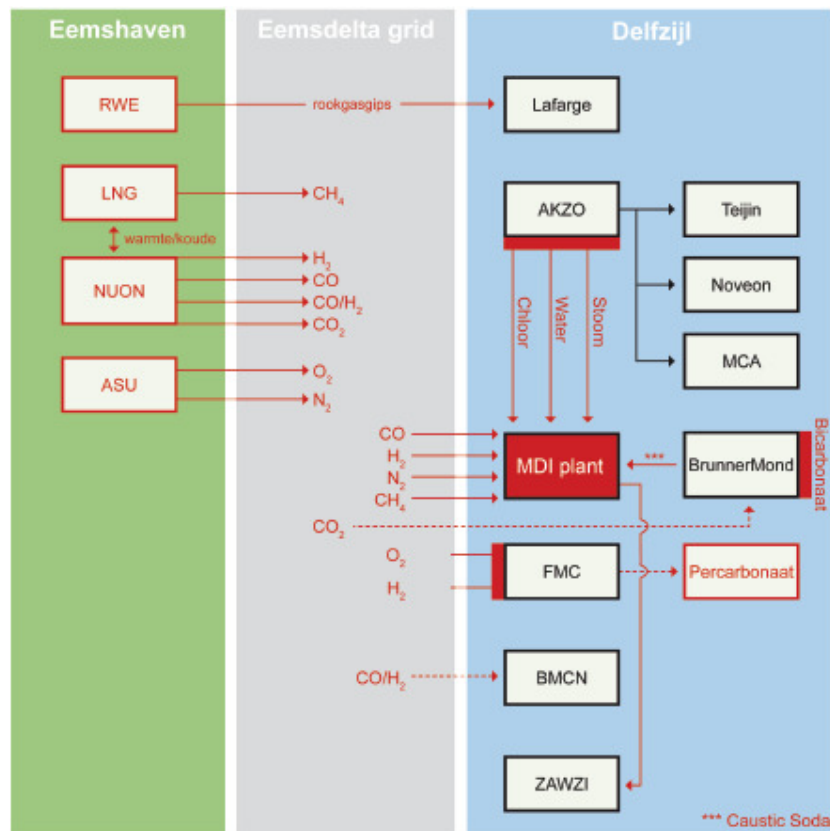 Eemshaven
Eemsdelta grid
Delfzijl
RWE
rookgasgips
Lafarge
LNG
CH₄
AKZO
Teijin
warmte/koude
NUON
H₂
CO
CO/H₂
CO₂
Noveon
MCA
Chloor
Water
Stoom
ASU
O₂
N₂
CO
H₂
N₂
CH₄
MDI plant
***
BrunnerMond
Bicarbonaat
CO₂
O₂
H₂
FMC
Percarbonaat
CO/H₂
BMCN
ZAWZI
*** Caustic Soda